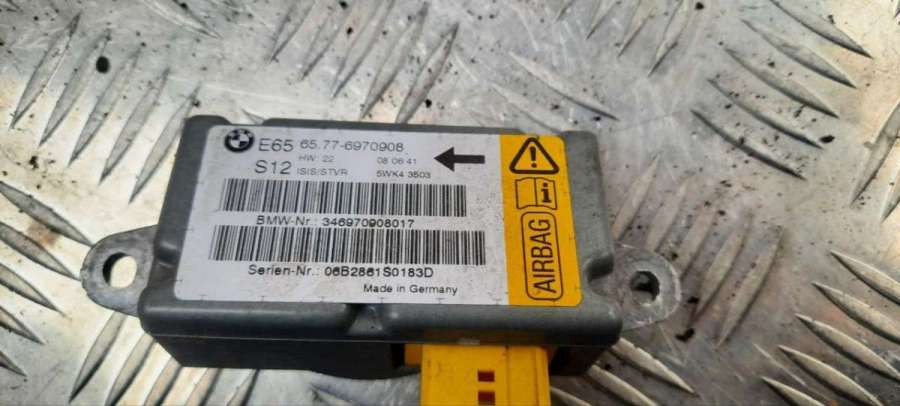 BMW
E65 65.77-6970908
HW: 22 08 06 41
S12 ISIS/STVR 5WK4 3503
BMW-Nr.: 346970908017
Serien-Nr.: 06B2861S0183D
Made in Germany
AIRBAG